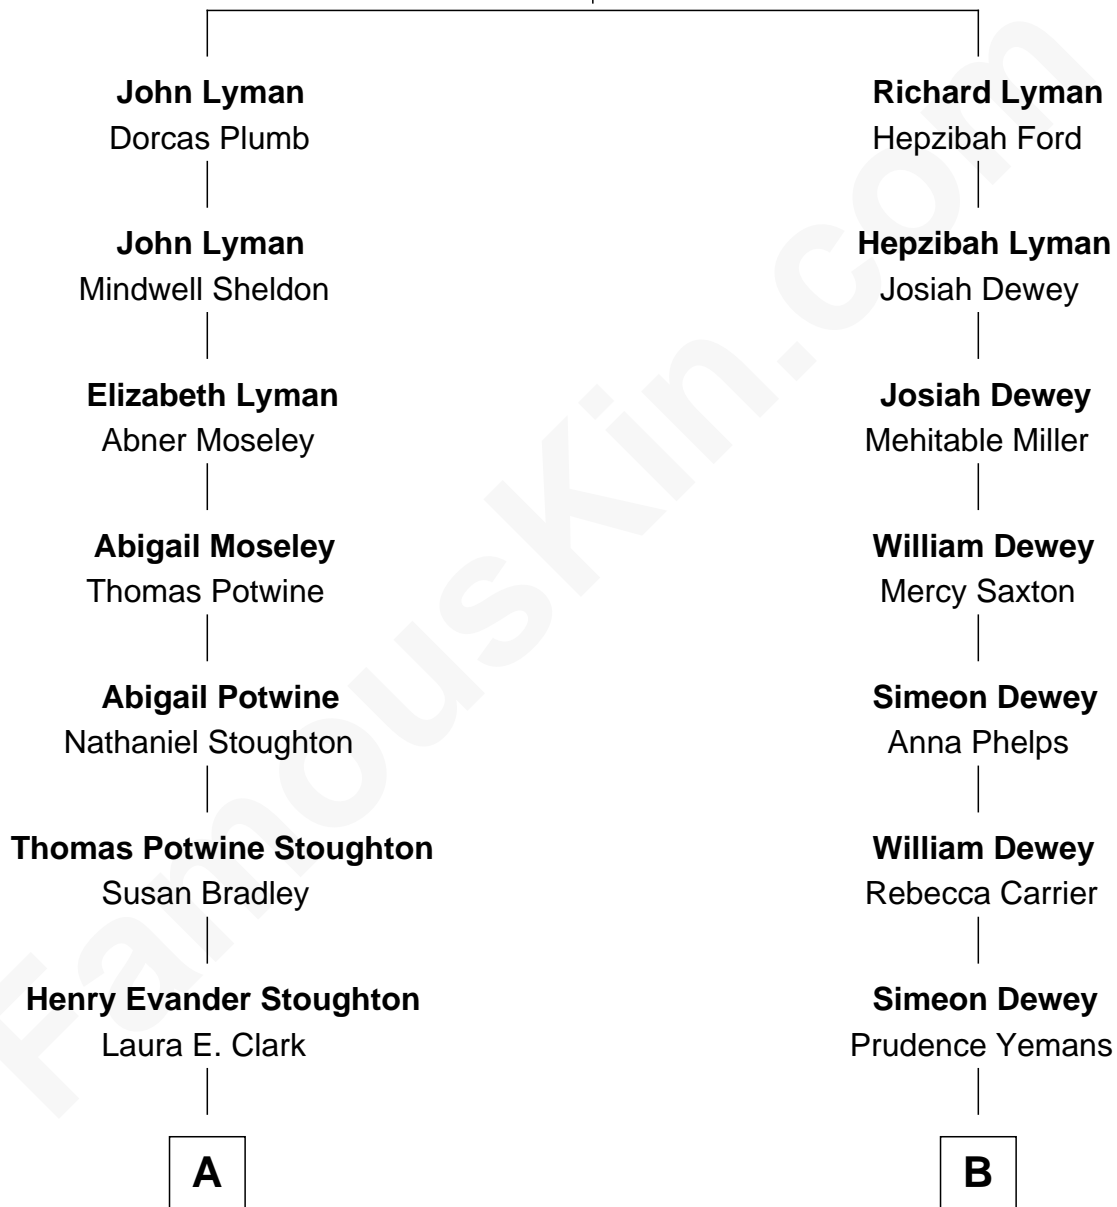 John Lyman
Dorcas Plumb
John Lyman
Mindwell Sheldon
Elizabeth Lyman
Abner Moseley
Abigail Moseley
Thomas Potwine
Abigail Potwine
Nathaniel Stoughton
Thomas Potwine Stoughton
Susan Bradley
Henry Evander Stoughton
Laura E. Clark
A
Richard Lyman
Hepzibah Ford
Hepzibah Lyman
Josiah Dewey
Josiah Dewey
Mehitable Miller
William Dewey
Mercy Saxton
Simeon Dewey
Anna Phelps
William Dewey
Rebecca Carrier
Simeon Dewey
Prudence Yemans
B
FamousKin.com